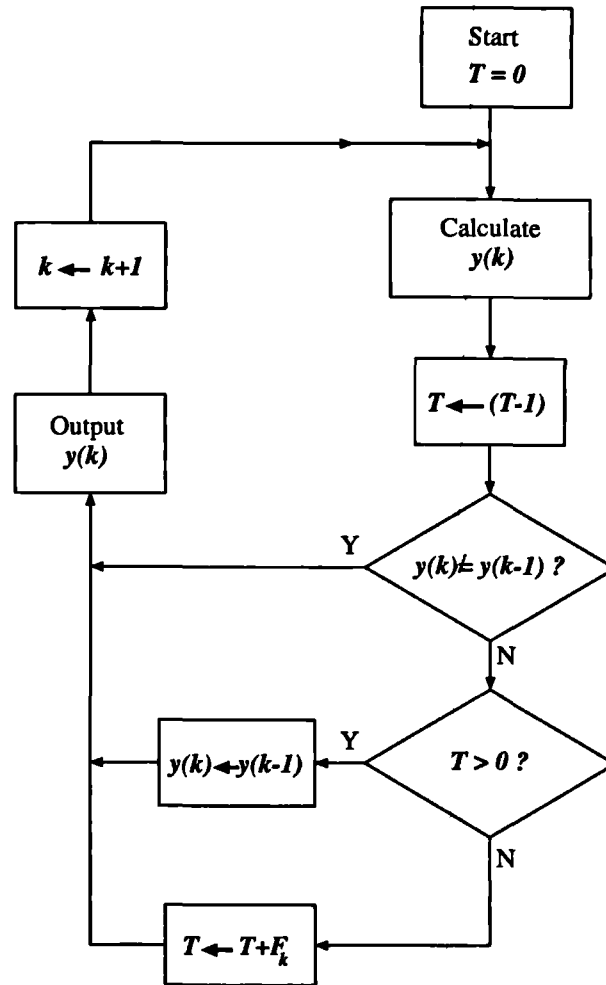 Start
T = 0
Calculate
y(k)
k ← k+1
T ← (T-1)
Output
y(k)
Y
y(k) ≠ y(k-1) ?
N
y(k) ← y(k-1)
Y
T > 0 ?
N
T ← T+F_k